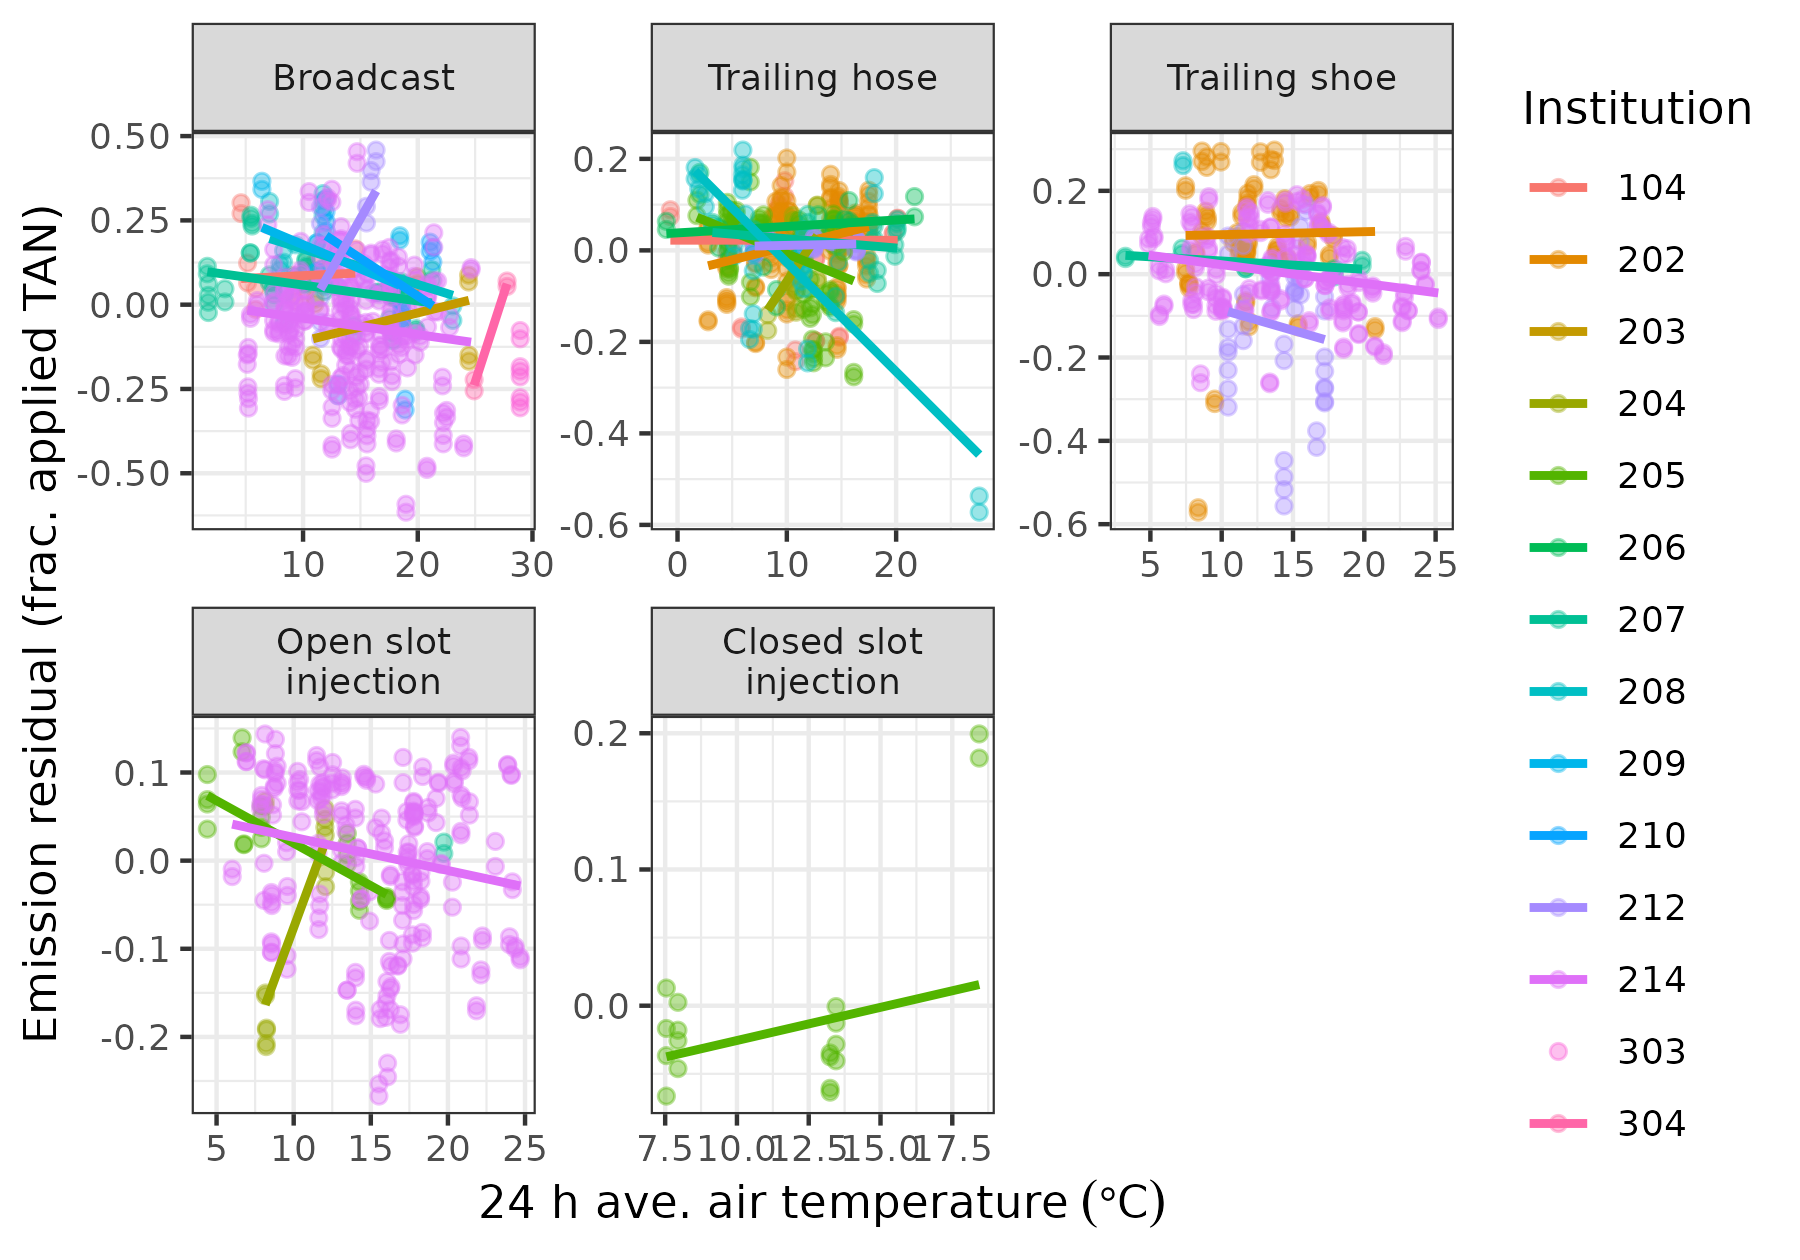 Broadcast
Trailing hose
Trailing shoe
Institution
104
202
203
204
205
206
207
208
209
210
212
214
303
304
Emission residual (frac. applied TAN)
0.50
0.25
0.00
-0.25
-0.50
10 20 30
0.2
0.0
-0.2
-0.4
-0.6
0 10 20
0.2
0.0
-0.2
-0.4
-0.6
5 10 15 20 25
Open slot
injection
Closed slot
injection
0.1
0.0
-0.1
-0.2
5 10 15 20 25
0.2
0.1
0.0
7.5 10.0 12.5 15.0 17.5
24 h ave. air temperature (°C)